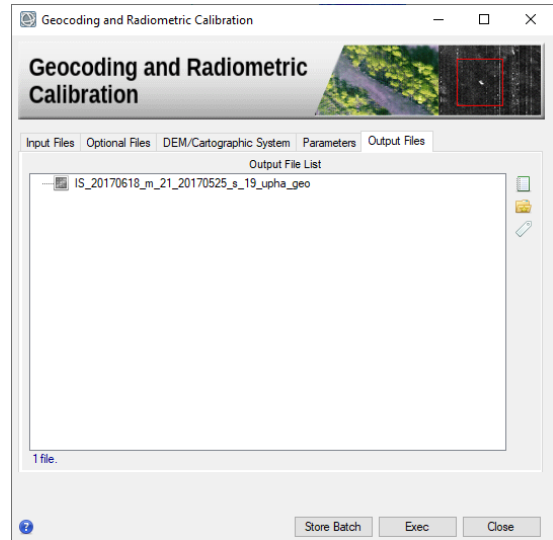 Geocoding and Radiometric Calibration
Geocoding and Radiometric
Calibration
Input Files Optional Files DEM/Cartographic System Parameters Output Files
Output File List
IS_20170618_m_21_20170525_s_19_upha_geo
1 file.
Store Batch Exec Close